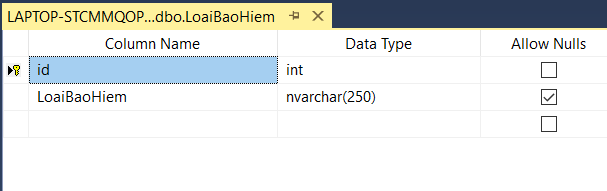 LAPTOP-STCMMQOP...dbo.LoaiBaoHiem
Column Name Data Type Allow Nulls
id int
LoaiBaoHiem nvarchar(250)